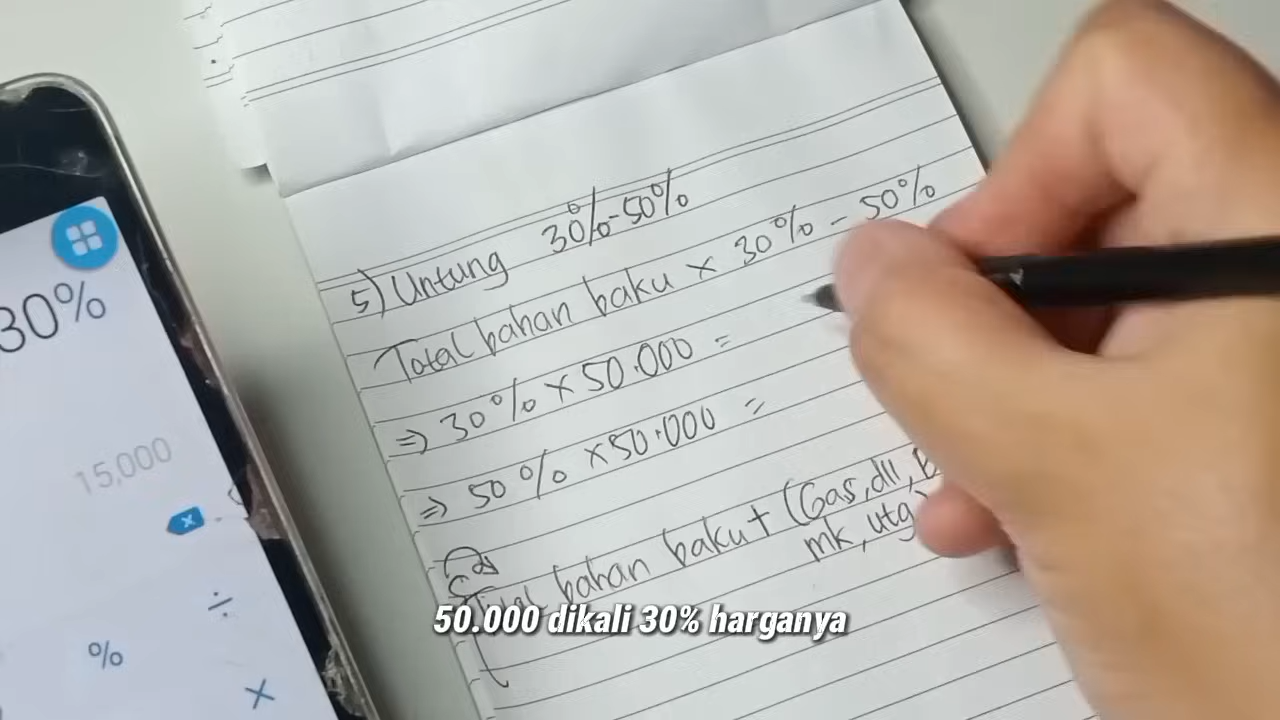 30%
15,000
÷
%
×
5) Untung 30%-50%
Total bahan baku × 30% - 50%
⇒ 30% × 50.000 =
⇒ 50% × 50.000 =
Total bahan baku + (Gas, dll,
mk, utg)
50.000 dikali 30% harganya